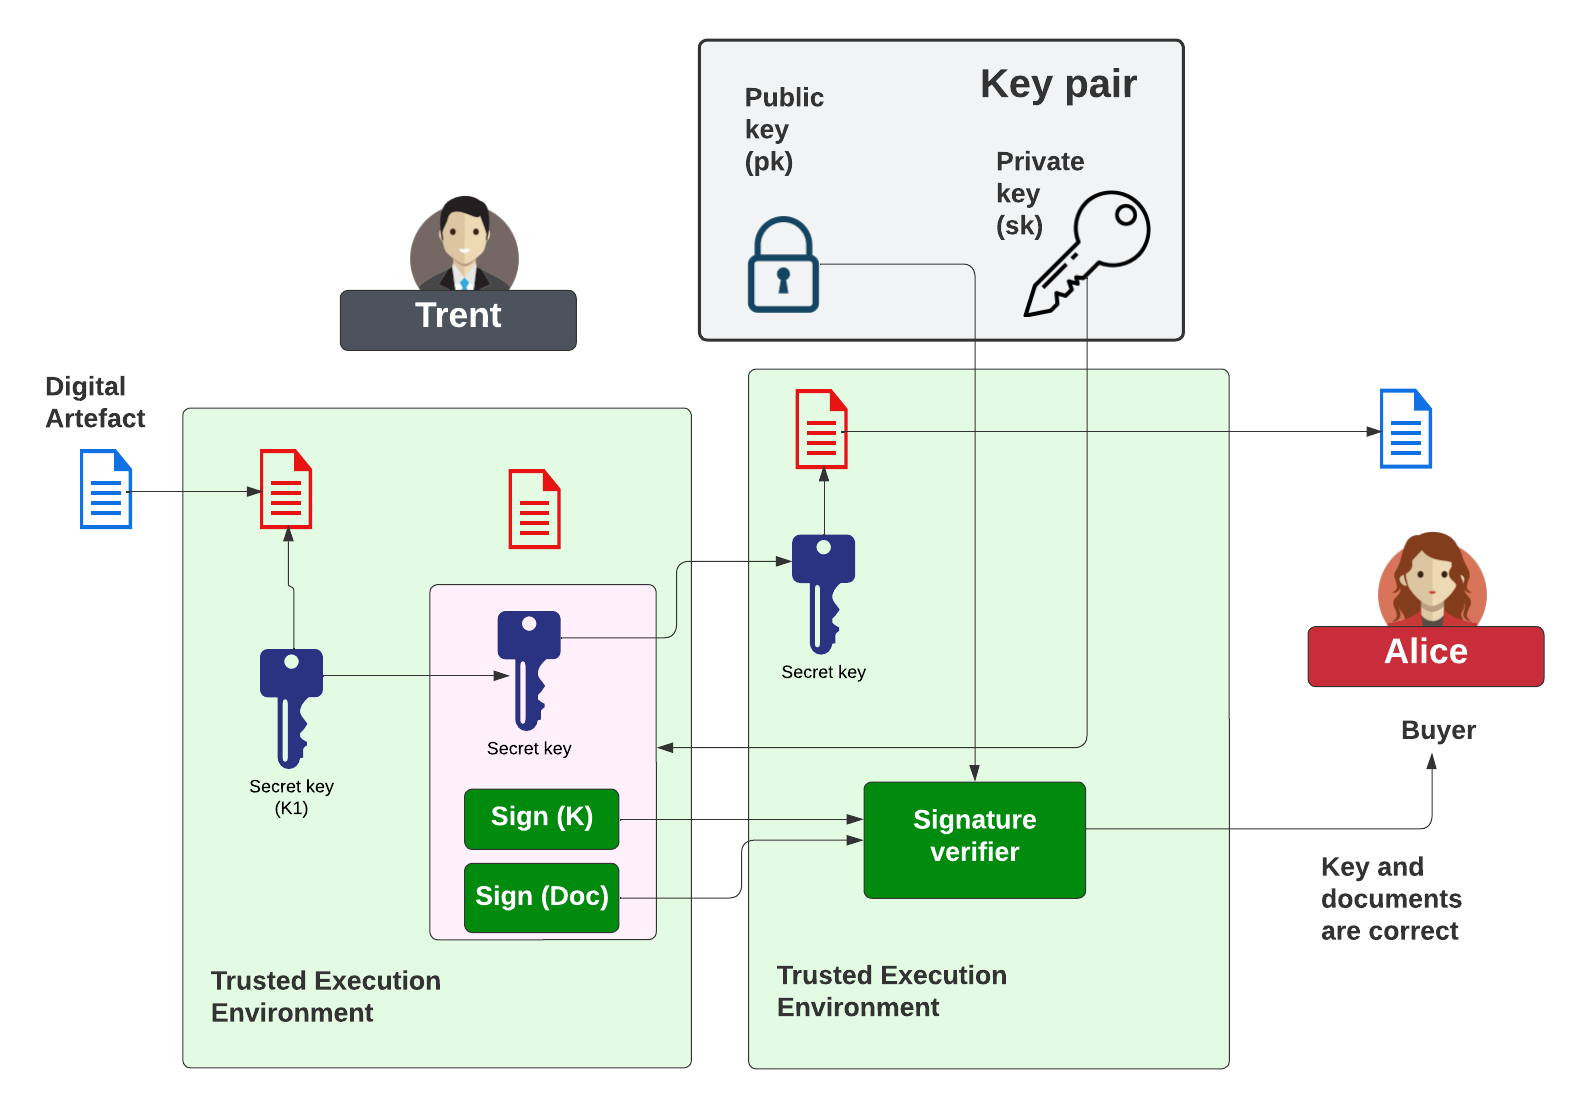 Key pair
Public
key
(pk)
Private
key
(sk)
Trent
Digital
Artefact
Secret key
(K1)
Secret key
Sign (K)
Sign (Doc)
Trusted Execution
Environment
Secret key
Signature
verifier
Trusted Execution
Environment
Alice
Buyer
Key and
documents
are correct